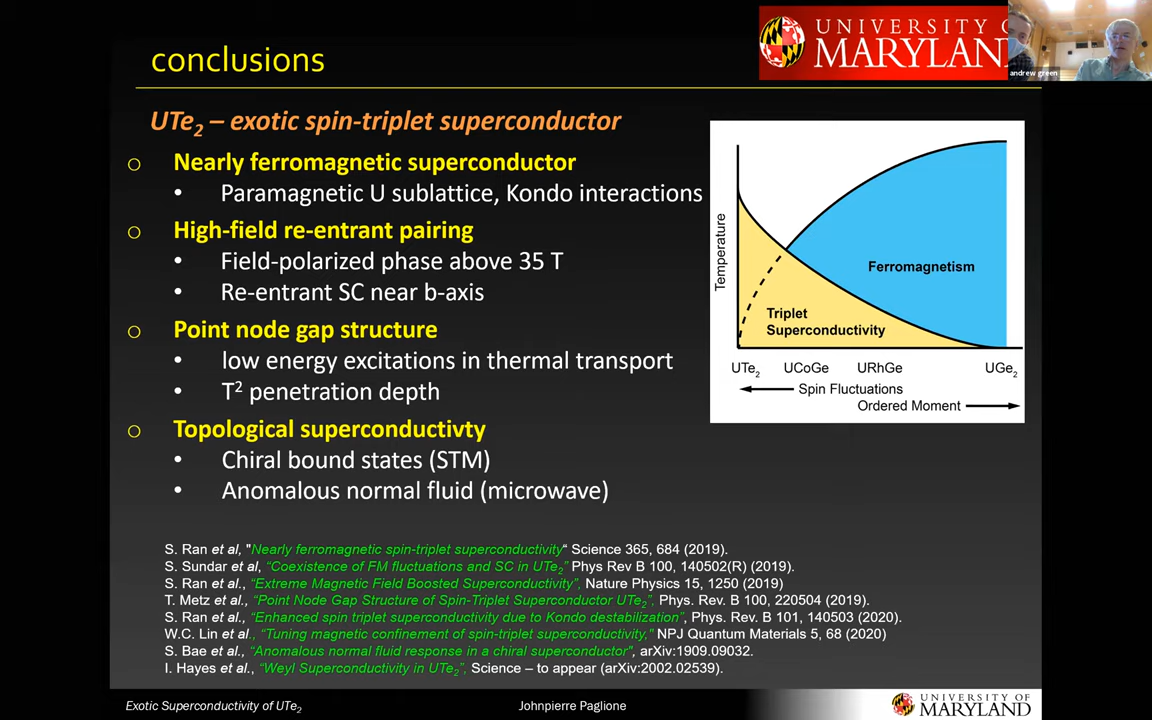 conclusions
UNIVERSITY OF
MARYLAND
andrew green
UTe2 – exotic spin-triplet superconductor
o Nearly ferromagnetic superconductor
• Paramagnetic U sublattice, Kondo interactions
o High-field re-entrant pairing
• Field-polarized phase above 35 T
• Re-entrant SC near b-axis
o Point node gap structure
• low energy excitations in thermal transport
• T2 penetration depth
o Topological superconductivty
• Chiral bound states (STM)
• Anomalous normal fluid (microwave)
Temperature
Ferromagnetism
Triplet
Superconductivity
UTe2 UCoGe URhGe UGe2
Spin Fluctuations
Ordered Moment
S. Ran et al, "Nearly ferromagnetic spin-triplet superconductivity“ Science 365, 684 (2019).
S. Sundar et al, “Coexistence of FM fluctuations and SC in UTe2” Phys Rev B 100, 140502(R) (2019).
S. Ran et al., “Extreme Magnetic Field Boosted Superconductivity”, Nature Physics 15, 1250 (2019)
T. Metz et al., “Point Node Gap Structure of Spin-Triplet Superconductor UTe2”, Phys. Rev. B 100, 220504 (2019).
S. Ran et al., “Enhanced spin triplet superconductivity due to Kondo destabilization”, Phys. Rev. B 101, 140503 (2020).
W.C. Lin et al., “Tuning magnetic confinement of spin-triplet superconductivity,” NPJ Quantum Materials 5, 68 (2020)
S. Bae et al., “Anomalous normal fluid response in a chiral superconductor”, arXiv:1909.09032.
I. Hayes et al., “Weyl Superconductivity in UTe2”, Science – to appear (arXiv:2002.02539).
Exotic Superconductivity of UTe2
Johnpierre Paglione
UNIVERSITY OF
MARYLAND